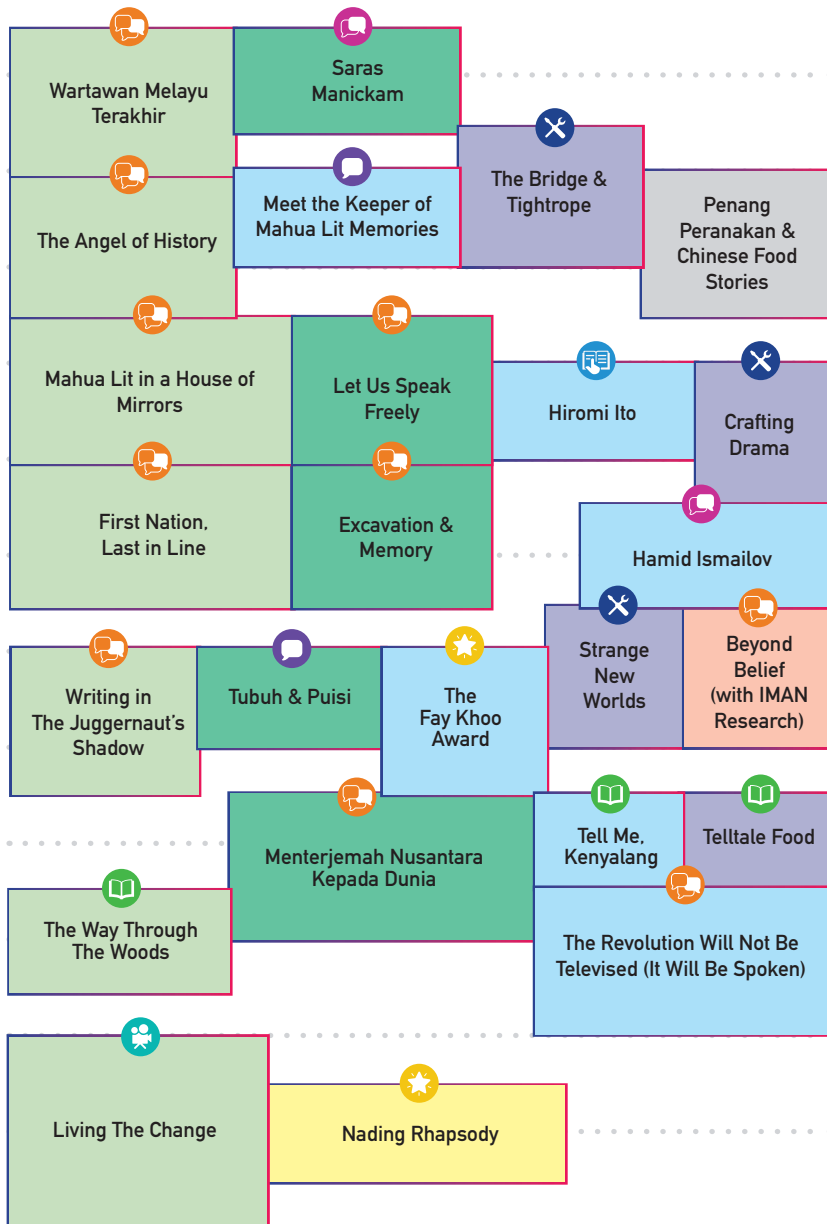 Wartawan Melayu
Terakhir
Saras
Manickam
The Angel of History
Meet the Keeper of
Mahua Lit Memories
The Bridge &
Tightrope
Penang
Peranakan &
Chinese Food
Stories
Mahua Lit in a House of
Mirrors
Let Us Speak
Freely
Hiromi Ito
Crafting
Drama
First Nation,
Last in Line
Excavation &
Memory
Hamid Ismailov
Strange
New
Worlds
Beyond
Belief
(with IMAN
Research)
Writing in
The Juggernaut's
Shadow
Tubuh & Puisi
The
Fay Khoo
Award
Menterjemah Nusantara
Kepada Dunia
Tell Me,
Kenyalang
Telltale Food
The Way Through
The Woods
The Revolution Will Not Be
Televised (It Will Be Spoken)
Living The Change
Nading Rhapsody